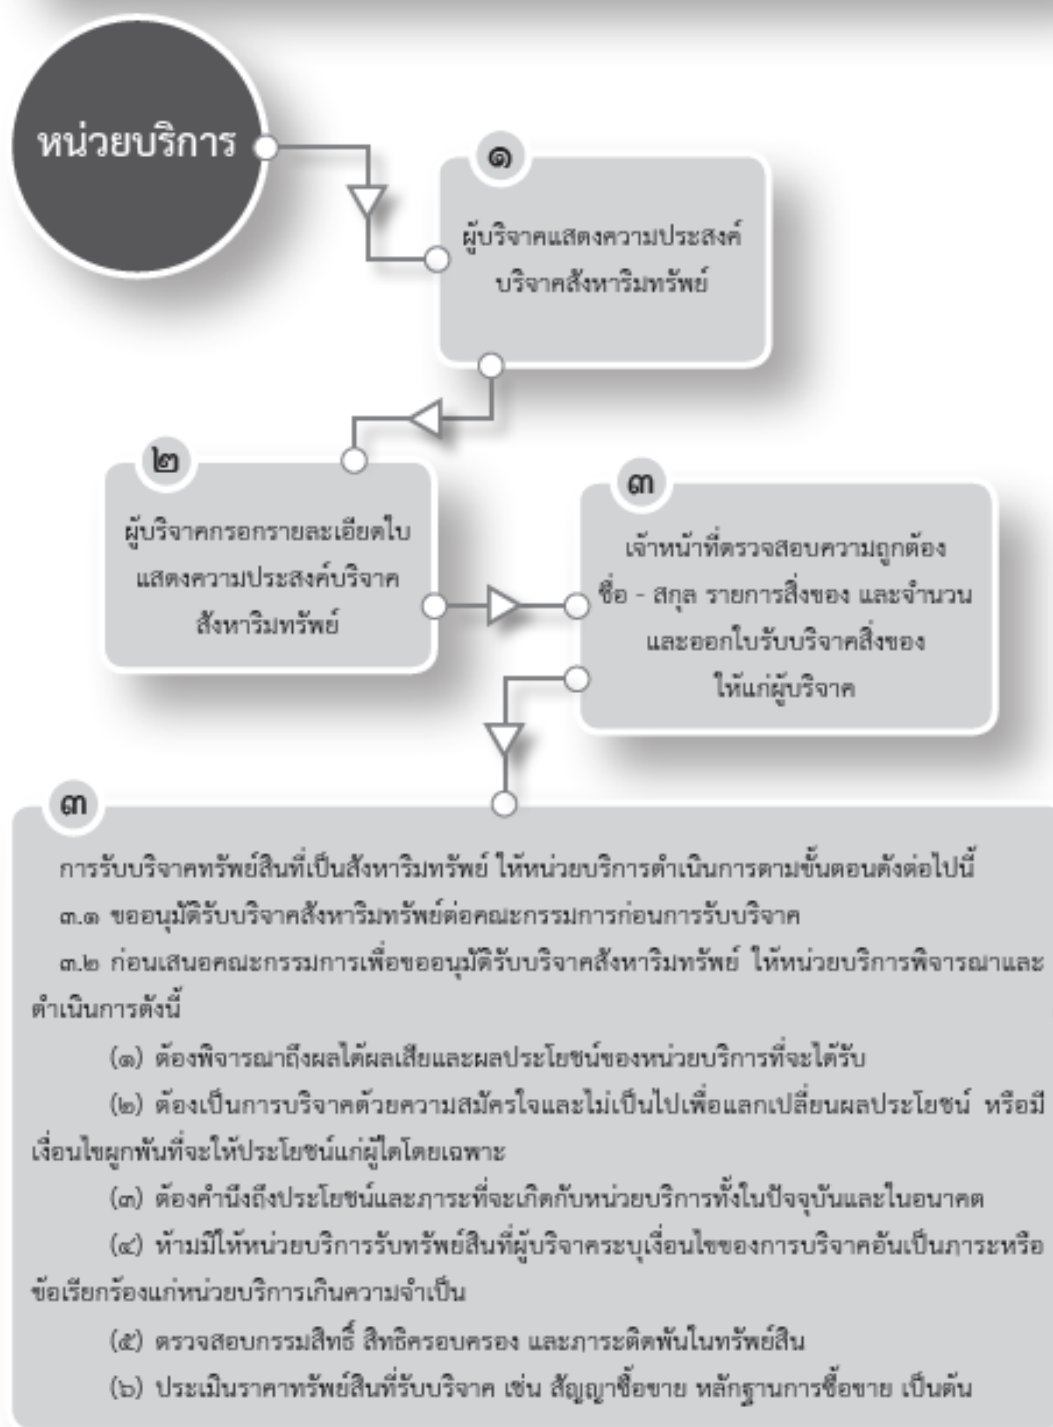 หน่วยบริการ
๑
ผู้บริจาคแสดงความประสงค์
บริจาคสังหาริมทรัพย์
๒
ผู้บริจาคกรอกรายละเอียดใบ
แสดงความประสงค์บริจาค
สังหาริมทรัพย์
๓
เจ้าหน้าที่ตรวจสอบความถูกต้อง
ชื่อ - สกุล รายการสิ่งของ และจำนวน
และออกใบรับบริจาคสิ่งของ
ให้แก่ผู้บริจาค
๓
การรับบริจาคทรัพย์สินที่เป็นสังหาริมทรัพย์ ให้หน่วยบริการดำเนินการตามขั้นตอนดังต่อไปนี้
๓.๑ ขออนุมัติรับบริจาคสังหาริมทรัพย์ต่อคณะกรรมการก่อนการรับบริจาค
๓.๒ ก่อนเสนอคณะกรรมการเพื่อขออนุมัติรับบริจาคสังหาริมทรัพย์ ให้หน่วยบริการพิจารณาและ
ดำเนินการดังนี้
(๑) ต้องพิจารณาถึงผลได้ผลเสียและผลประโยชน์ของหน่วยบริการที่จะได้รับ
(๒) ต้องเป็นการบริจาคด้วยความสมัครใจและไม่เป็นไปเพื่อแลกเปลี่ยนผลประโยชน์ หรือมี
เงื่อนไขผูกพันที่จะให้ประโยชน์แก่ผู้ใดโดยเฉพาะ
(๓) ต้องคำนึงถึงประโยชน์และภาระที่จะเกิดกับหน่วยบริการทั้งในปัจจุบันและในอนาคต
(๔) ห้ามมิให้หน่วยบริการรับทรัพย์สินที่ผู้บริจาคระบุเงื่อนไขของการบริจาคอันเป็นภาระหรือ
ข้อเรียกร้องแก่หน่วยบริการเกินความจำเป็น
(๕) ตรวจสอบกรรมสิทธิ์ สิทธิครอบครอง และภาระติดพันในทรัพย์สิน
(๖) ประเมินราคาทรัพย์สินที่รับบริจาค เช่น สัญญาซื้อขาย หลักฐานการซื้อขาย เป็นต้น